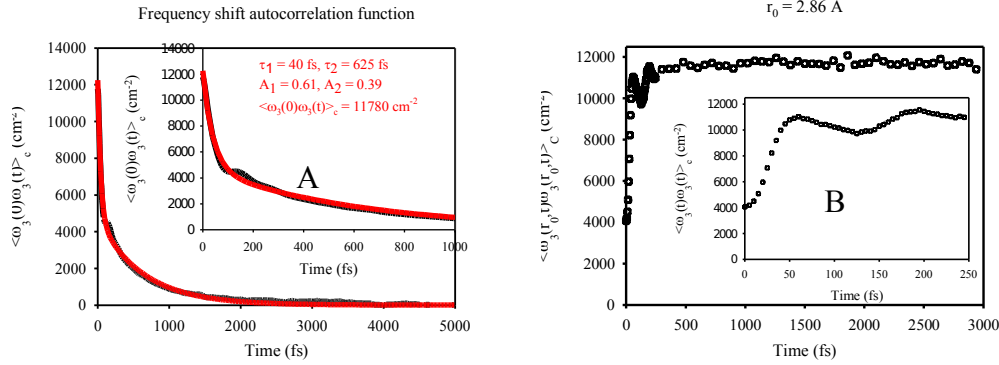 Frequency shift autocorrelation function
<ω₃(0)ω₃(t)>c (cm⁻²)
14000
12000
10000
8000
6000
4000
2000
0
0 1000 2000 3000 4000 5000
Time (fs)
<ω₃(0)ω₃(t)>c (cm⁻²)
14000
12000
10000
8000
6000
4000
2000
0
0 200 400 600 800 1000
Time (fs)
τ1 = 40 fs, τ2 = 625 fs
A1 = 0.61, A2 = 0.39
<ω₃(0)ω₃(t)>c = 11780 cm⁻²
A
r₀ = 2.86 A
<ω₃(r₀,t)ω₃(r₀,t)>C (cm⁻²)
12000
10000
8000
6000
4000
2000
0
0 500 1000 1500 2000 2500 3000
Time (fs)
<ω₃(t)ω₃(t)>c (cm⁻²)
12000
10000
8000
6000
4000
2000
0
0 50 100 150 200 250
Time (fs)
B